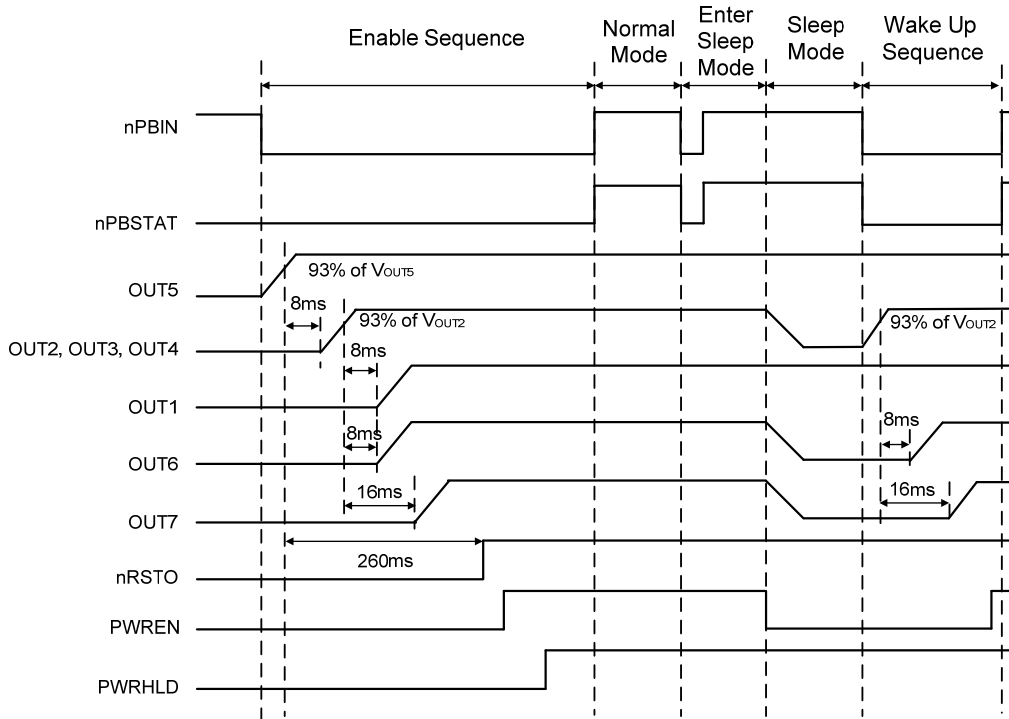 Enable Sequence
Normal
Mode
Enter
Sleep
Mode
Sleep
Mode
Wake Up
Sequence
nPBIN
nPBSTAT
93% of VOUT5
OUT5
8ms
93% of VOUT2
93% of VOUT2
OUT2, OUT3, OUT4
8ms
OUT1
8ms
8ms
OUT6
16ms
16ms
OUT7
260ms
nRSTO
PWREN
PWRHLD